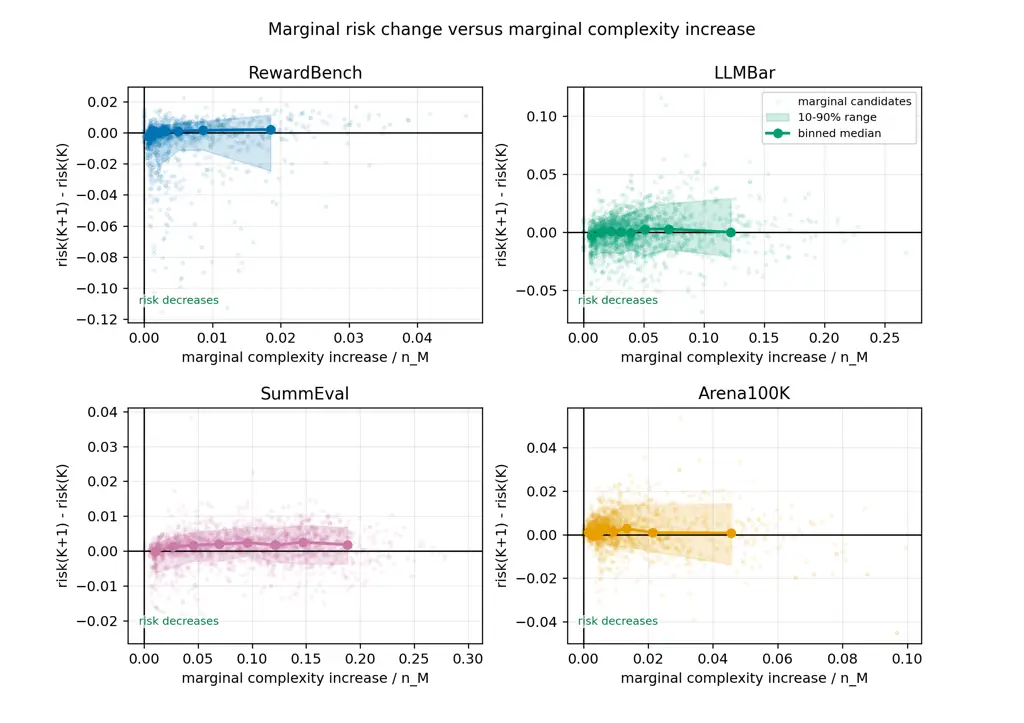 Marginal risk change versus marginal complexity increase
RewardBench
0.02
0.00
−0.02
−0.04
−0.06
−0.08
−0.10
−0.12
risk(K+1) - risk(K)
risk decreases
0.00 0.01 0.02 0.03 0.04
marginal complexity increase / n_M
LLMBar
marginal candidates
10-90% range
binned median
0.10
0.05
0.00
−0.05
risk(K+1) - risk(K)
risk decreases
0.00 0.05 0.10 0.15 0.20 0.25
marginal complexity increase / n_M
SummEval
0.04
0.03
0.02
0.01
0.00
−0.01
−0.02
risk(K+1) - risk(K)
risk decreases
0.00 0.05 0.10 0.15 0.20 0.25 0.30
marginal complexity increase / n_M
Arena100K
0.04
0.02
0.00
−0.02
−0.04
risk(K+1) - risk(K)
risk decreases
0.00 0.02 0.04 0.06 0.08 0.10
marginal complexity increase / n_M